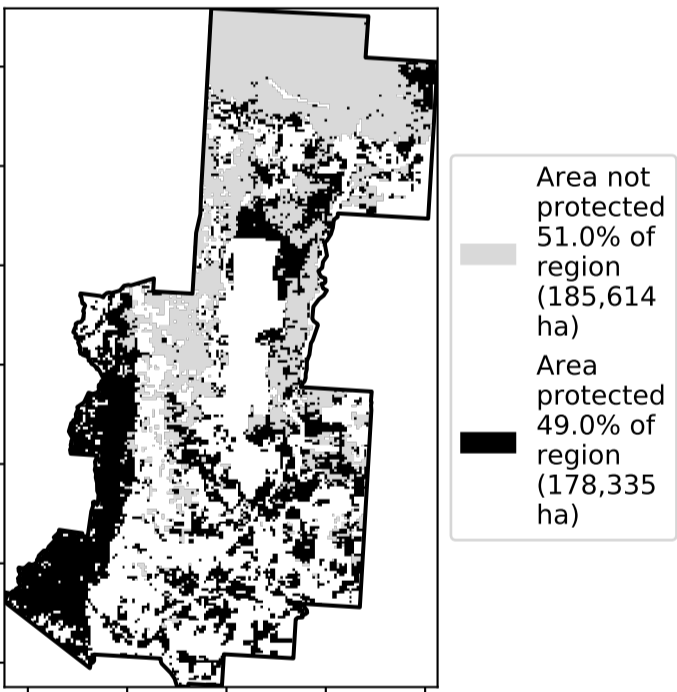 Area not
protected
51.0% of
region
(185,614
ha)
Area
protected
49.0% of
region
(178,335
ha)